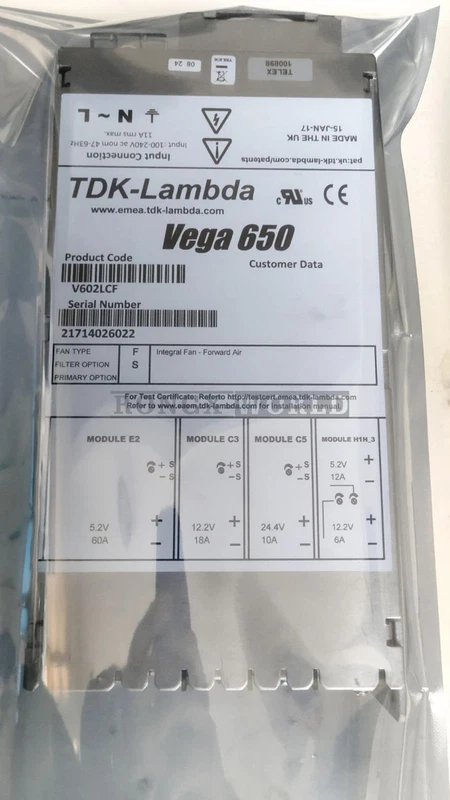 08 24
TELEX
100899
L ~ N ⏚
Input Connection
Input :100-240V ac nom 47-63Hz
11A rms max.
MADE IN THE UK
15-JAN-17
pat:uk.tdk-lambda.com/patents
TDK-Lambda
www.emea.tdk-lambda.com
c RU us CE
Vega 650
Product Code
Customer Data
V602LCF
Serial Number
21714026022
FAN TYPE F Integral Fan - Forward Air
FILTER OPTION S
PRIMARY OPTION
For Test Certificate: Referto http://testcert.emea.tdk-lambda.com
Refer to www.emea.tdk-lambda.com for installation manual
MODULE E2
+ S
– S
5.2V +
60A –
MODULE C3
+ S
– S
12.2V +
18A –
MODULE C5
+ S
– S
24.4V +
10A –
MODULE H1H_3
5.2V +
12A –
12.2V +
6A –